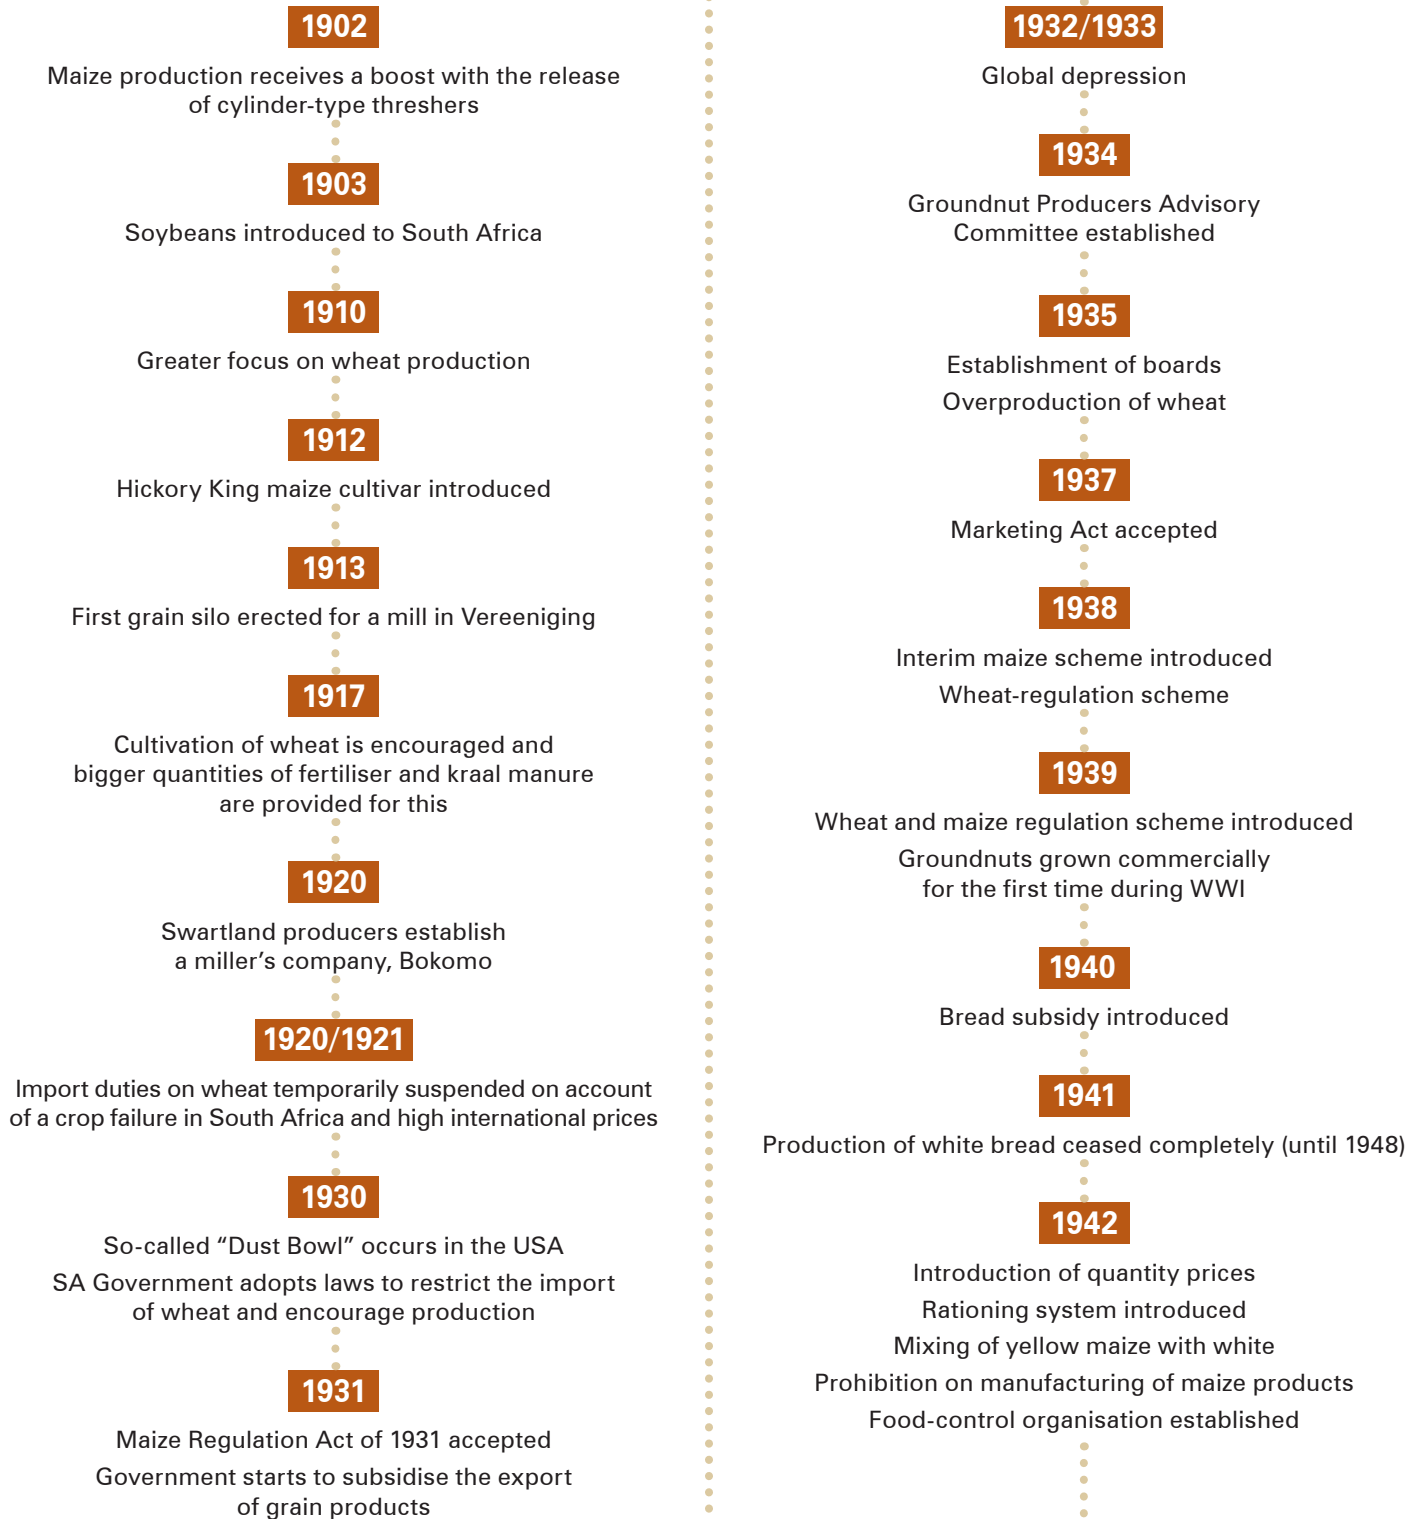 1902
Maize production receives a boost with the release
of cylinder-type threshers
1903
Soybeans introduced to South Africa
1910
Greater focus on wheat production
1912
Hickory King maize cultivar introduced
1913
First grain silo erected for a mill in Vereeniging
1917
Cultivation of wheat is encouraged and
bigger quantities of fertiliser and kraal manure
are provided for this
1920
Swartland producers establish
a miller’s company, Bokomo
1920/1921
Import duties on wheat temporarily suspended on account
of a crop failure in South Africa and high international prices
1930
So-called “Dust Bowl” occurs in the USA
SA Government adopts laws to restrict the import
of wheat and encourage production
1931
Maize Regulation Act of 1931 accepted
Government starts to subsidise the export
of grain products
1932/1933
Global depression
1934
Groundnut Producers Advisory
Committee established
1935
Establishment of boards
Overproduction of wheat
1937
Marketing Act accepted
1938
Interim maize scheme introduced
Wheat-regulation scheme
1939
Wheat and maize regulation scheme introduced
Groundnuts grown commercially
for the first time during WWI
1940
Bread subsidy introduced
1941
Production of white bread ceased completely (until 1948)
1942
Introduction of quantity prices
Rationing system introduced
Mixing of yellow maize with white
Prohibition on manufacturing of maize products
Food-control organisation established